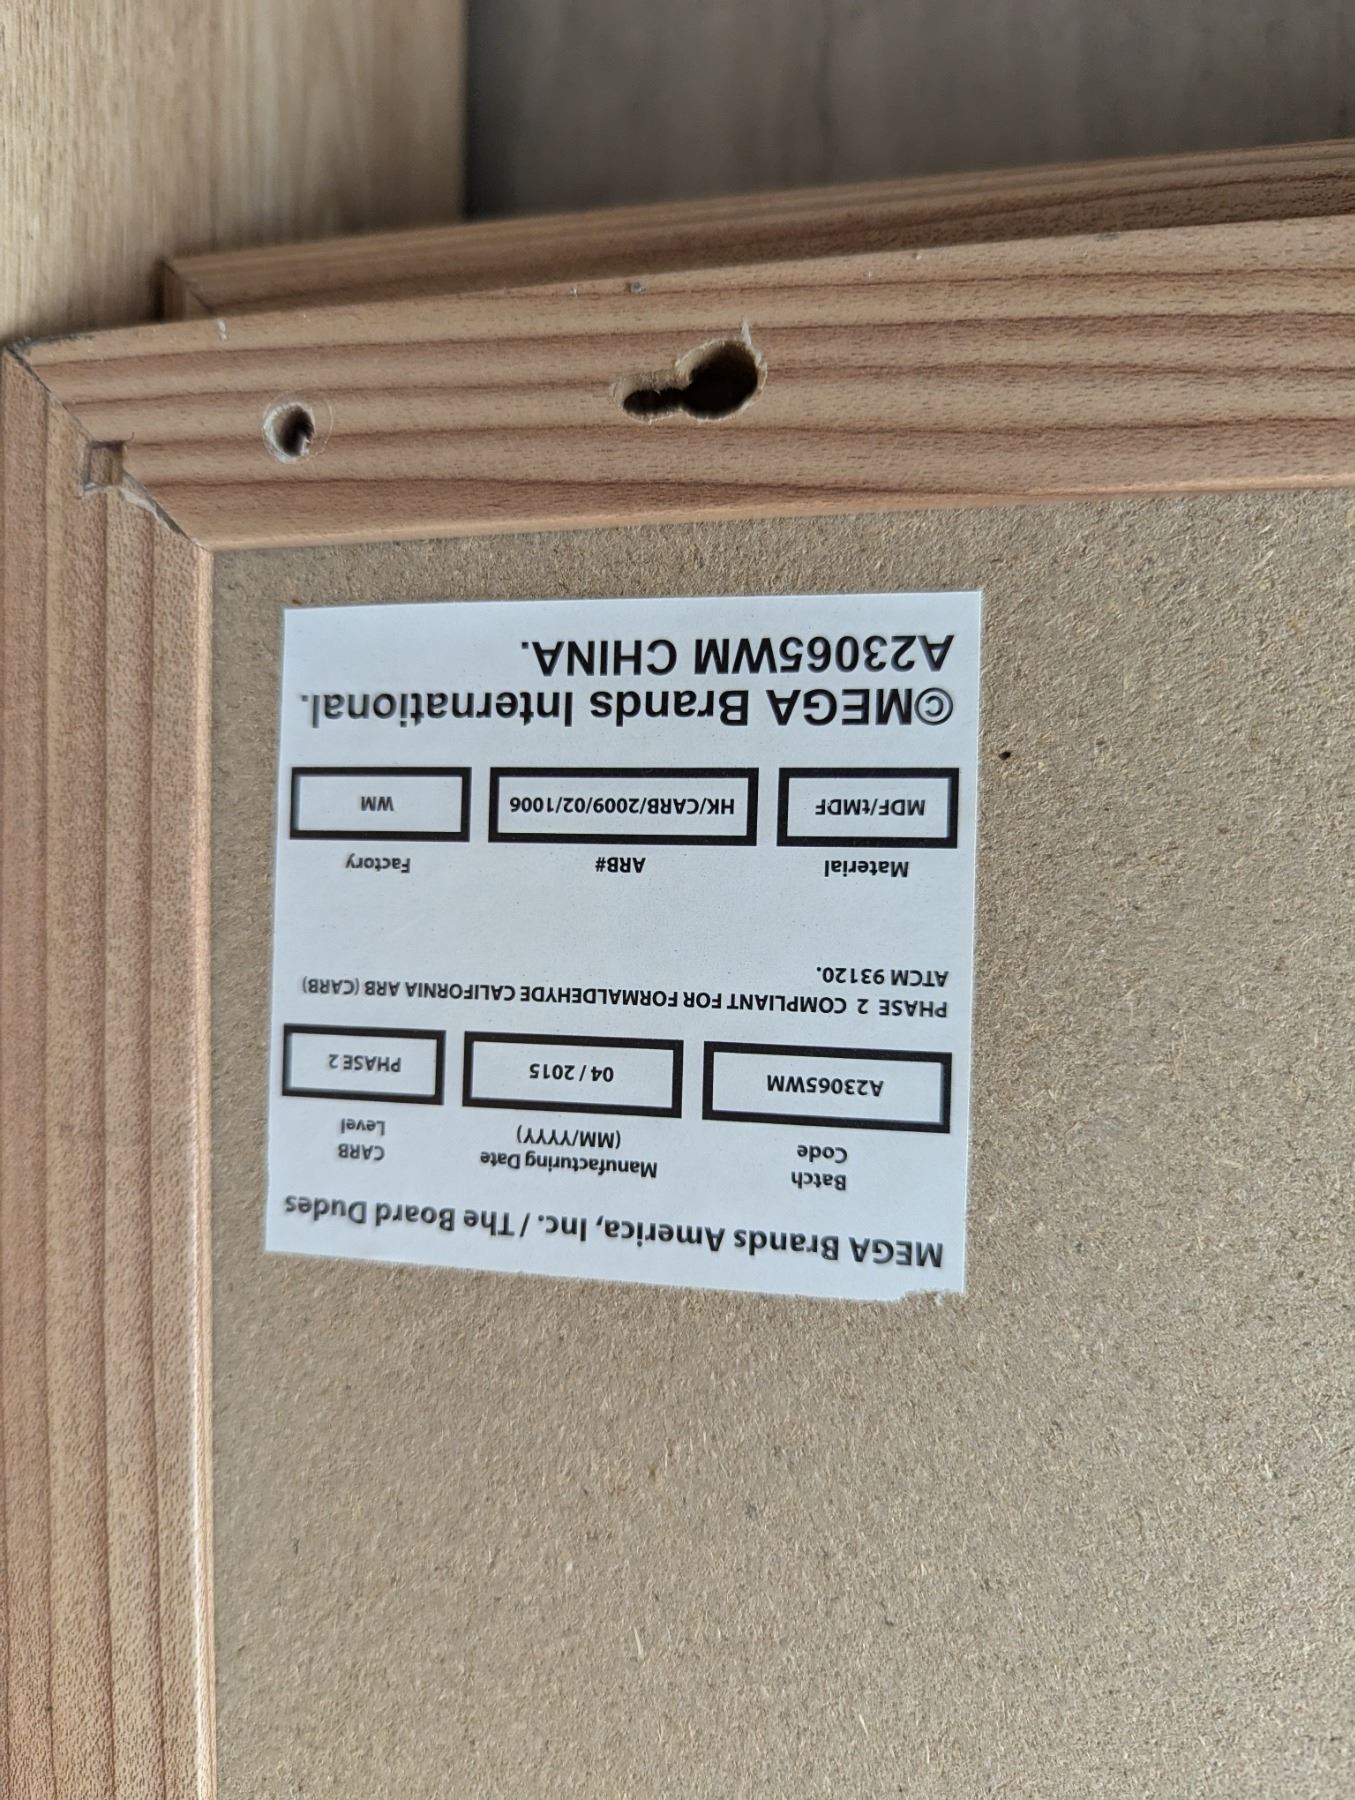 MEGA Brands America, Inc. / The Board Dudes
Batch Code
Manufacturing Date (MM/YYYY)
CARB Level
A23065WM
04 / 2015
PHASE 2
PHASE 2 COMPLIANT FOR FORMALDEHYDE CALIFORNIA ARB (CARB)
ATCM 93120.
Material
ARB#
Factory
MDF/tMDF
HK/CARB/2009/02/1006
WM
©MEGA Brands International.
A23065WM CHINA.